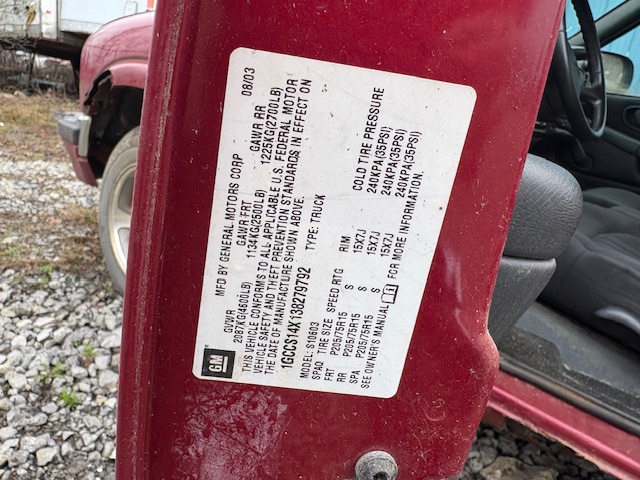 MFD BY GENERAL MOTORS CORP 08/03
GVWR GAWR FRT GAWR RR
2087KG(4600LB) 1134KG(2500LB) 1225KG(2700LB)
THIS VEHICLE CONFORMS TO ALL APPLICABLE U.S. FEDERAL MOTOR
VEHICLE SAFETY AND THEFT PREVENTION STANDARDS IN EFFECT ON
THE DATE OF MANUFACTURE SHOWN ABOVE.
1GCCS14X138279792 TYPE: TRUCK
MODEL: S10603
SPAQ TIRE SIZE SPEED RTG RIM COLD TIRE PRESSURE
FRT P205/75R15 S 15X7J 240KPA(35PSI)
RR P205/75R15 S 15X7J 240KPA(35PSI)
SPA P205/75R15 S 15X7J 240KPA(35PSI)
SEE OWNER'S MANUAL FOR MORE INFORMATION.
GM